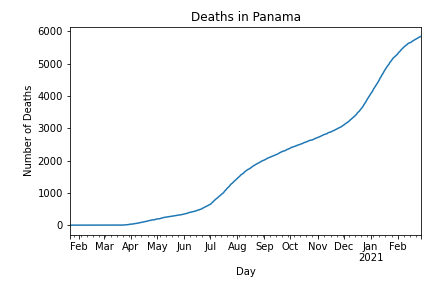 Deaths in Panama
Number of Deaths
6000
5000
4000
3000
2000
1000
0
Feb Mar Apr May Jun Jul Aug Sep Oct Nov Dec Jan Feb
2021
Day